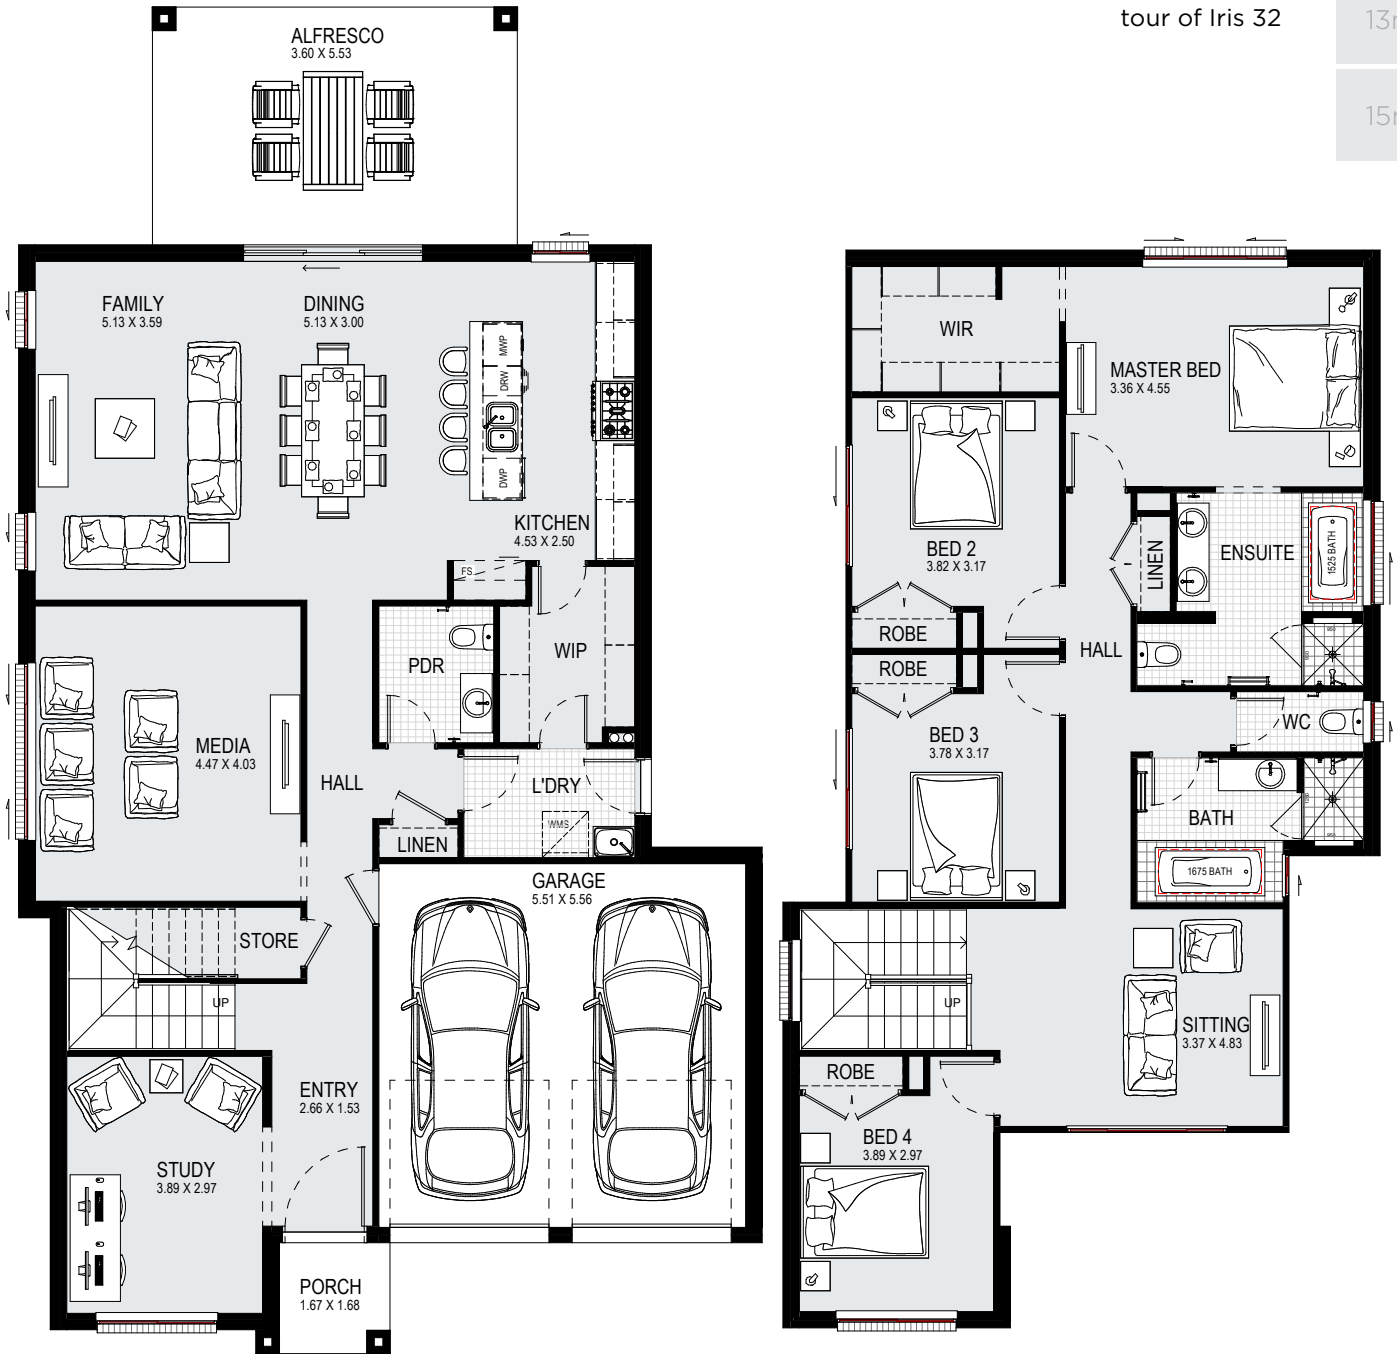 tour of Iris 32
13
15
ALFRESCO
3.60 X 5.53
FAMILY
5.13 X 3.59
DINING
5.13 X 3.00
MWP
DRW
DWP
KITCHEN
4.53 X 2.50
FS
PDR
WIP
MEDIA
4.47 X 4.03
HALL
L'DRY
WMS
LINEN
GARAGE
5.51 X 5.56
STORE
UP
ENTRY
2.66 X 1.53
STUDY
3.89 X 2.97
PORCH
1.67 X 1.68
WIR
MASTER BED
3.36 X 4.55
BED 2
3.82 X 3.17
LINEN
ENSUITE
1525 BATH
ROBE
HALL
ROBE
WC
BED 3
3.78 X 3.17
BATH
1675 BATH
UP
SITTING
3.37 X 4.83
ROBE
BED 4
3.89 X 2.97